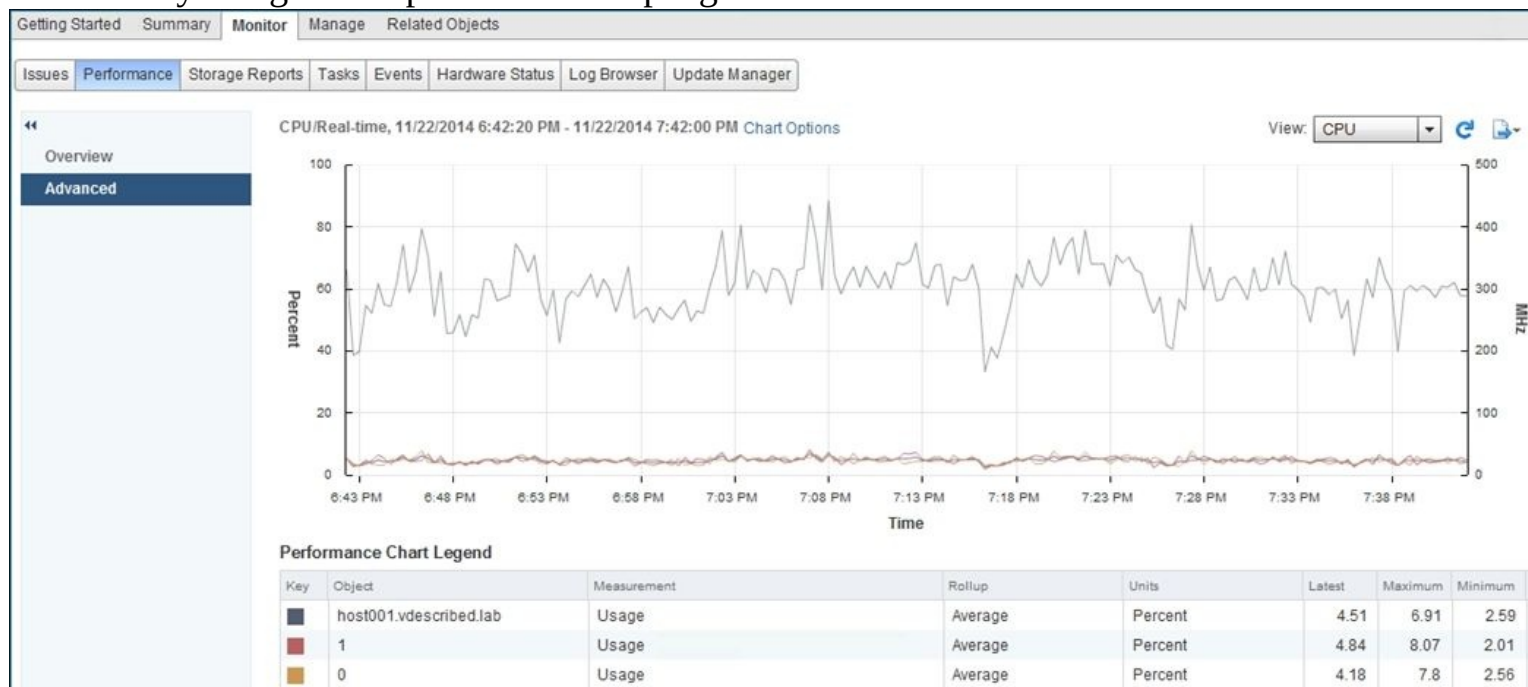 Getting Started Summary Monitor Manage Related Objects
Issues Performance Storage Reports Tasks Events Hardware Status Log Browser Update Manager
CPU/Real-time, 11/22/2014 6:42:20 PM - 11/22/2014 7:42:00 PM Chart Options View: CPU
Overview
Advanced
100 500
80 400
60 300
40 200
20 100
0 0
Percent
MHz
6:43 PM 6:48 PM 6:53 PM 6:58 PM 7:03 PM 7:08 PM 7:13 PM 7:18 PM 7:23 PM 7:28 PM 7:33 PM 7:38 PM
Time
Performance Chart Legend
Key Object Measurement Rollup Units Latest Maximum Minimum
host001.vdescribed.lab Usage Average Percent 4.51 6.91 2.59
1 Usage Average Percent 4.84 8.07 2.01
0 Usage Average Percent 4.18 7.8 2.56